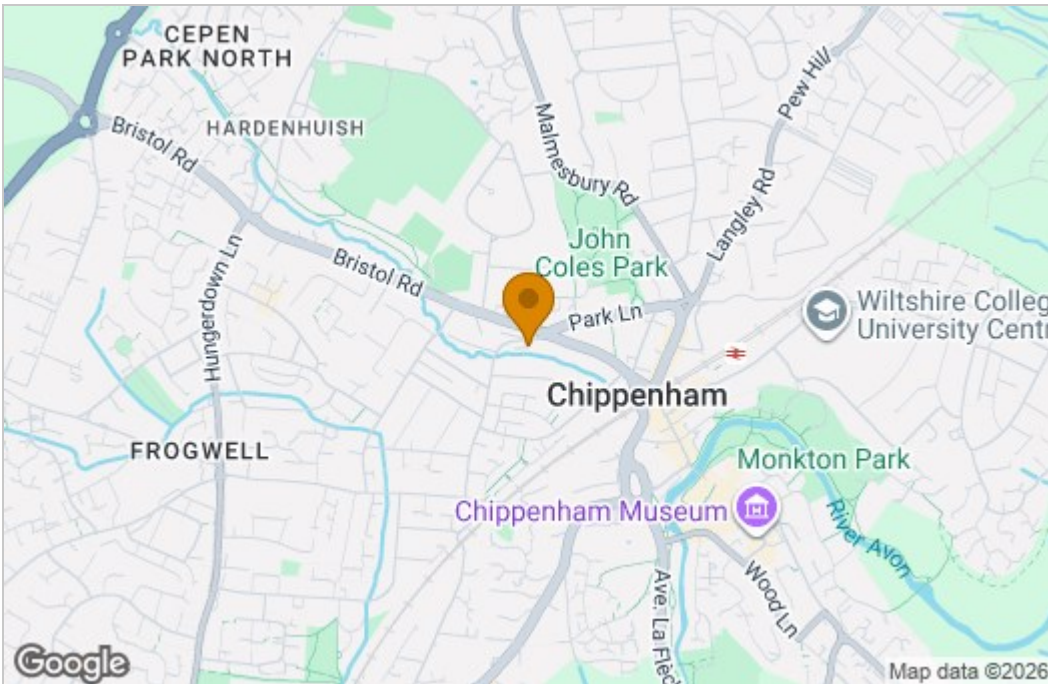 CEPEN
PARK NORTH
HARDENHUISH
Bristol Rd
Malmesbury Rd
Pew Hill
Langley Rd
John
Coles Park
Hungerdown Ln
Bristol Rd
Park Ln
Wiltshire Colleg
University Centr
Chippenham
FROGWELL
Monkton Park
Chippenham Museum
River Avon
Wood Ln
Ave. La Flèc
Google
Map data ©2026